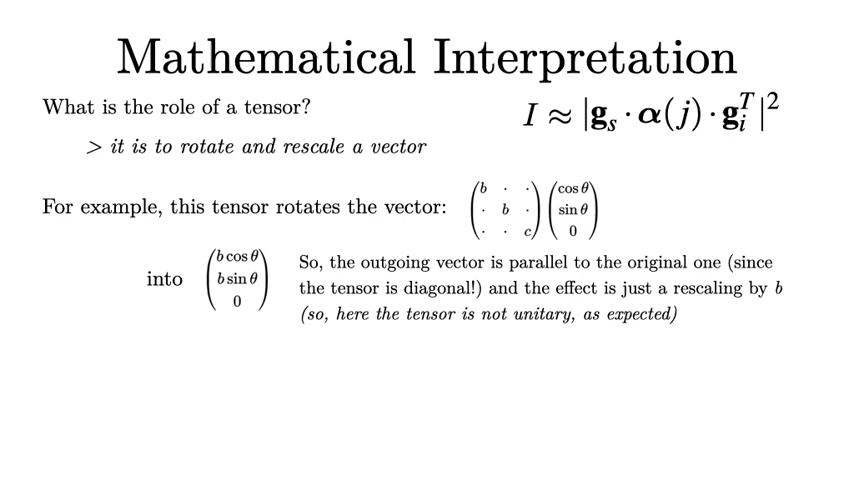 Mathematical Interpretation
What is the role of a tensor?
I ≈ |g_s · α(j) · g_i^T|^2
> it is to rotate and rescale a vector
For example, this tensor rotates the vector: (b · · / · b · / · · c) (cos θ / sin θ / 0)
into (b cos θ / b sin θ / 0)
So, the outgoing vector is parallel to the original one (since
the tensor is diagonal!) and the effect is just a rescaling by b
(so, here the tensor is not unitary, as expected)